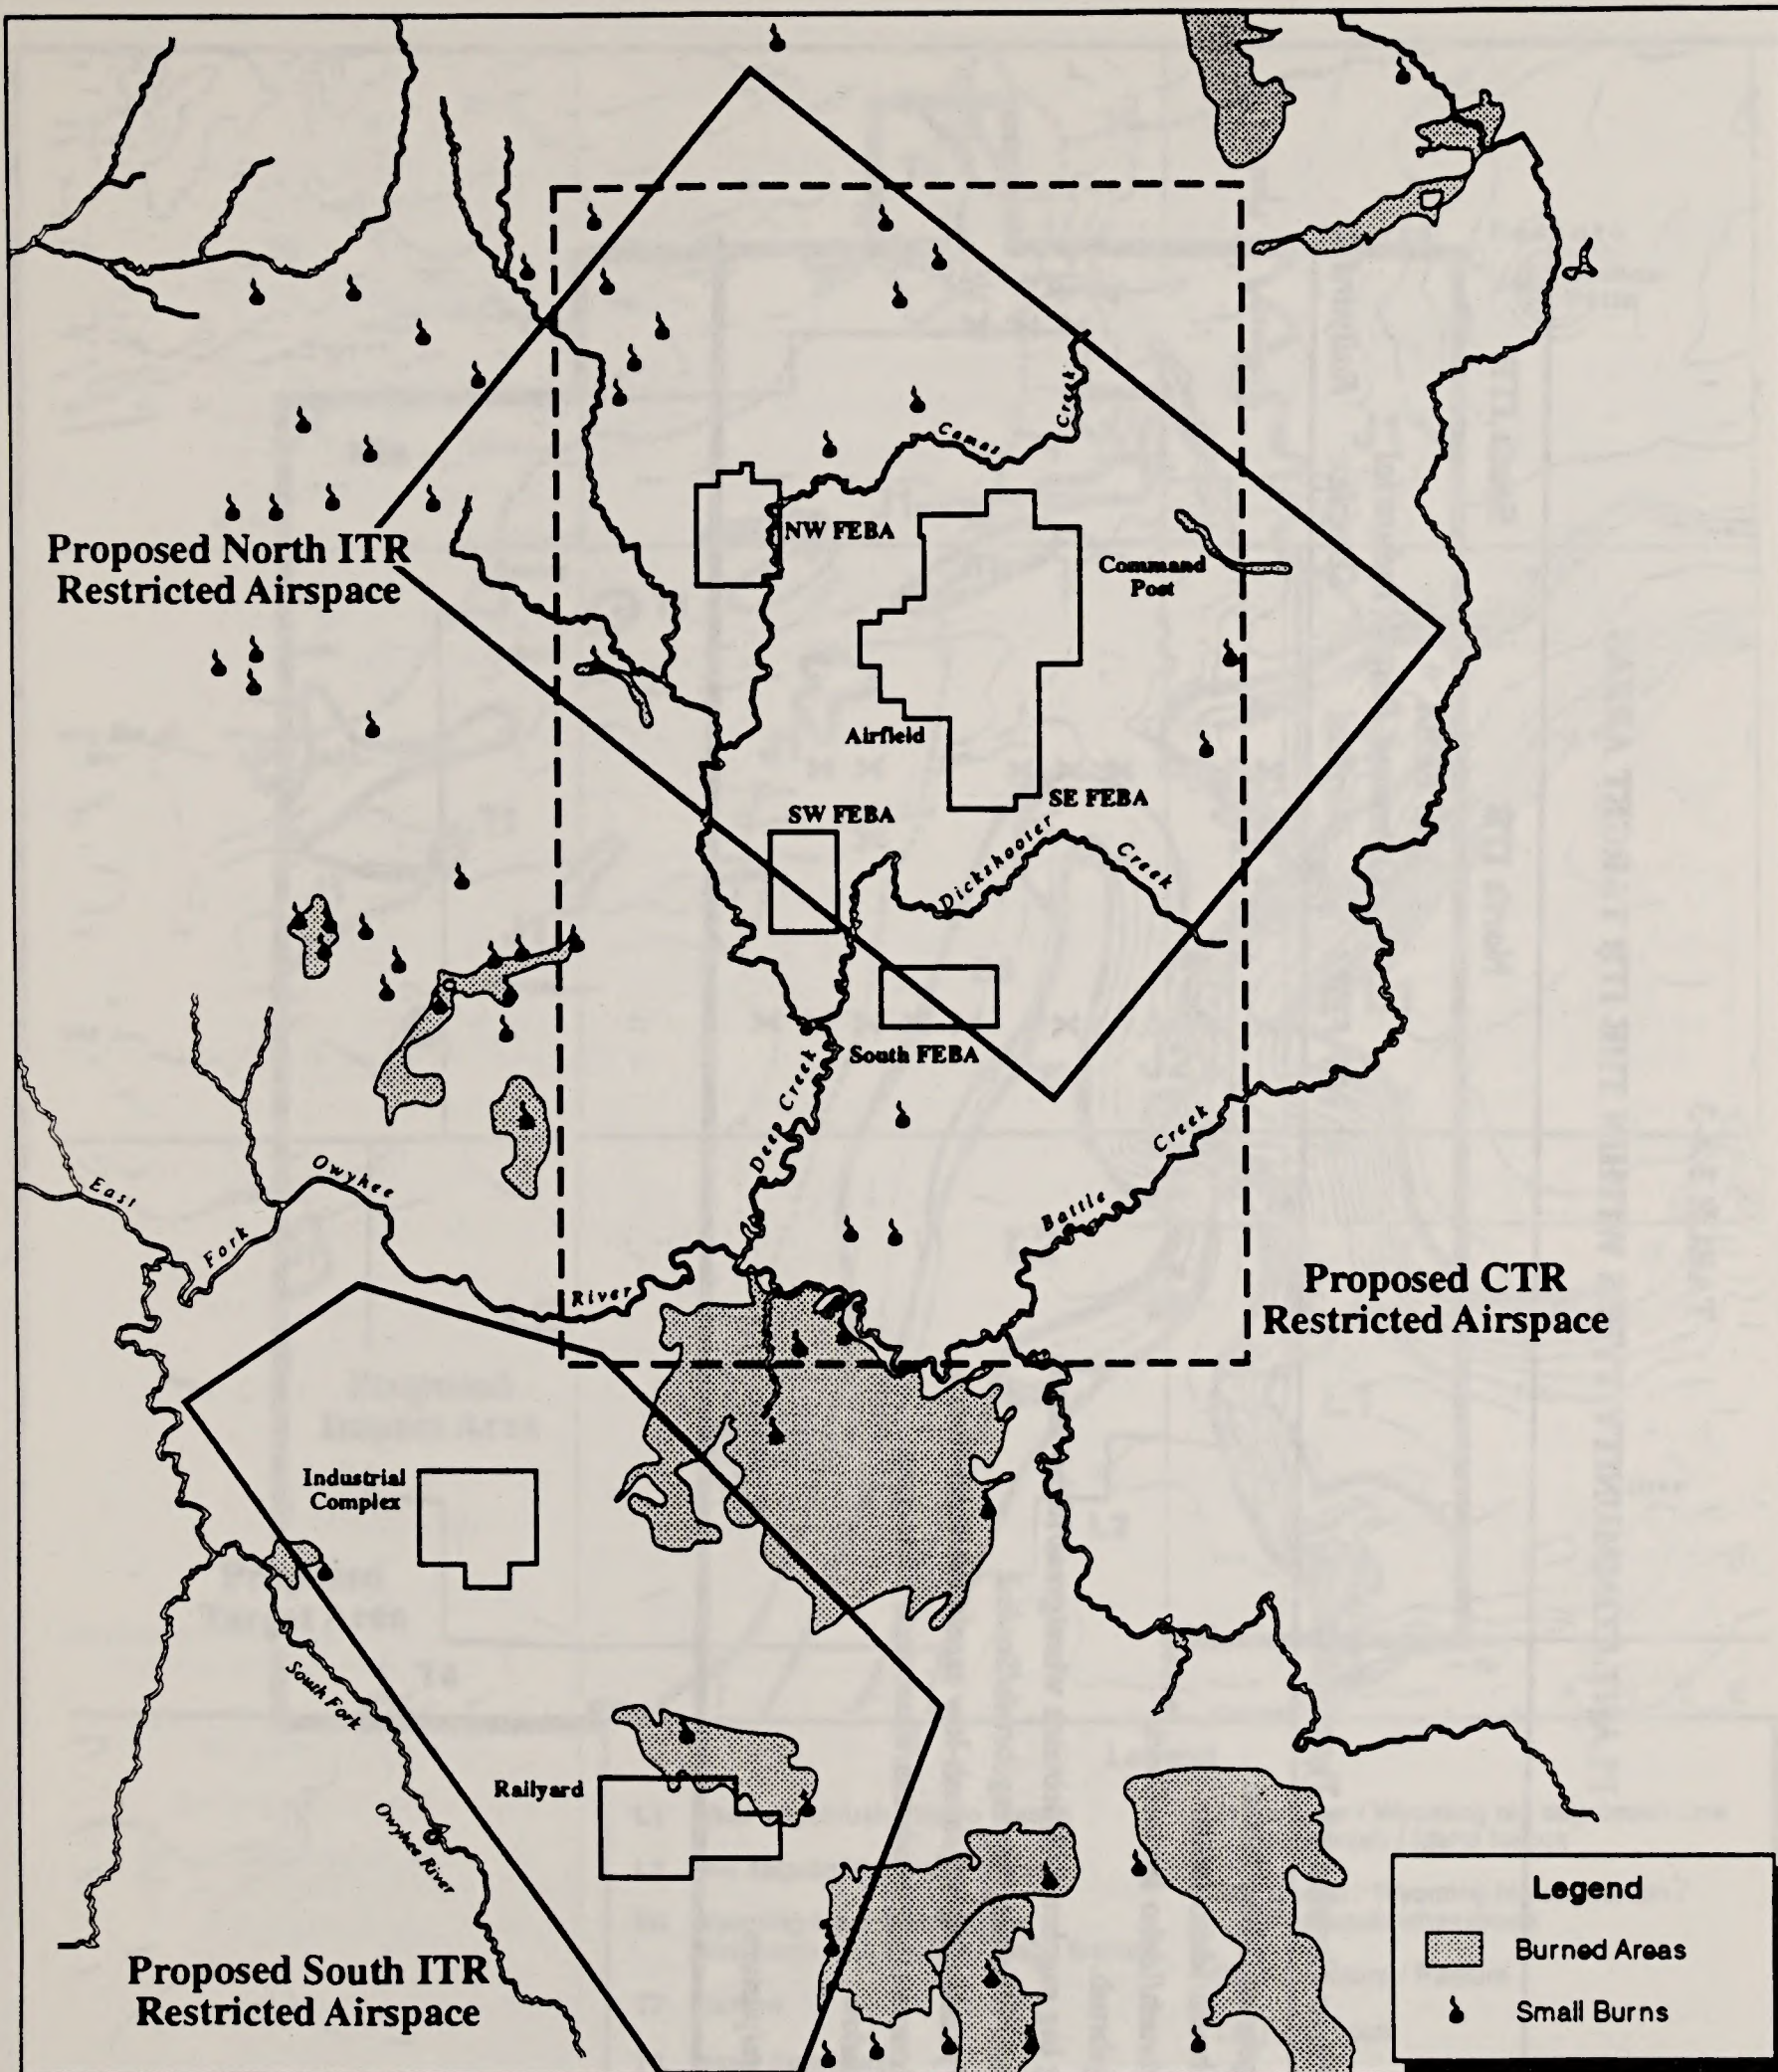 Camas
Creek
NW FEBA
Proposed North ITR
Restricted Airspace
Command
Post
Airfield
SE FEBA
SW FEBA
Dickshooter
Creek
South FEBA
Deep Creek
Creek
Battle
Owyhee
East
Fork
River
Proposed CTR
Restricted Airspace
Industrial
Complex
South Fork
Railyard
Owyhee River
Legend
Burned Areas
Small Burns
Proposed South ITR
Restricted Airspace